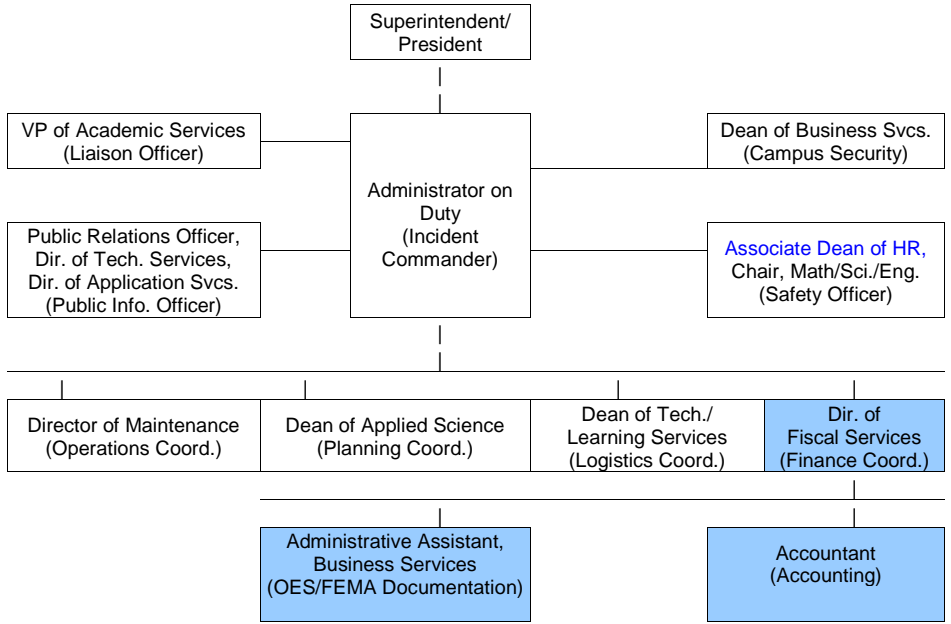 Superintendent/
President
VP of Academic Services
(Liaison Officer)
Dean of Business Svcs.
(Campus Security)
Administrator on
Duty
(Incident
Commander)
Public Relations Officer,
Dir. of Tech. Services,
Dir. of Application Svcs.
(Public Info. Officer)
Associate Dean of HR,
Chair, Math/Sci./Eng.
(Safety Officer)
Director of Maintenance
(Operations Coord.)
Dean of Applied Science
(Planning Coord.)
Dean of Tech./
Learning Services
(Logistics Coord.)
Dir. of
Fiscal Services
(Finance Coord.)
Administrative Assistant,
Business Services
(OES/FEMA Documentation)
Accountant
(Accounting)